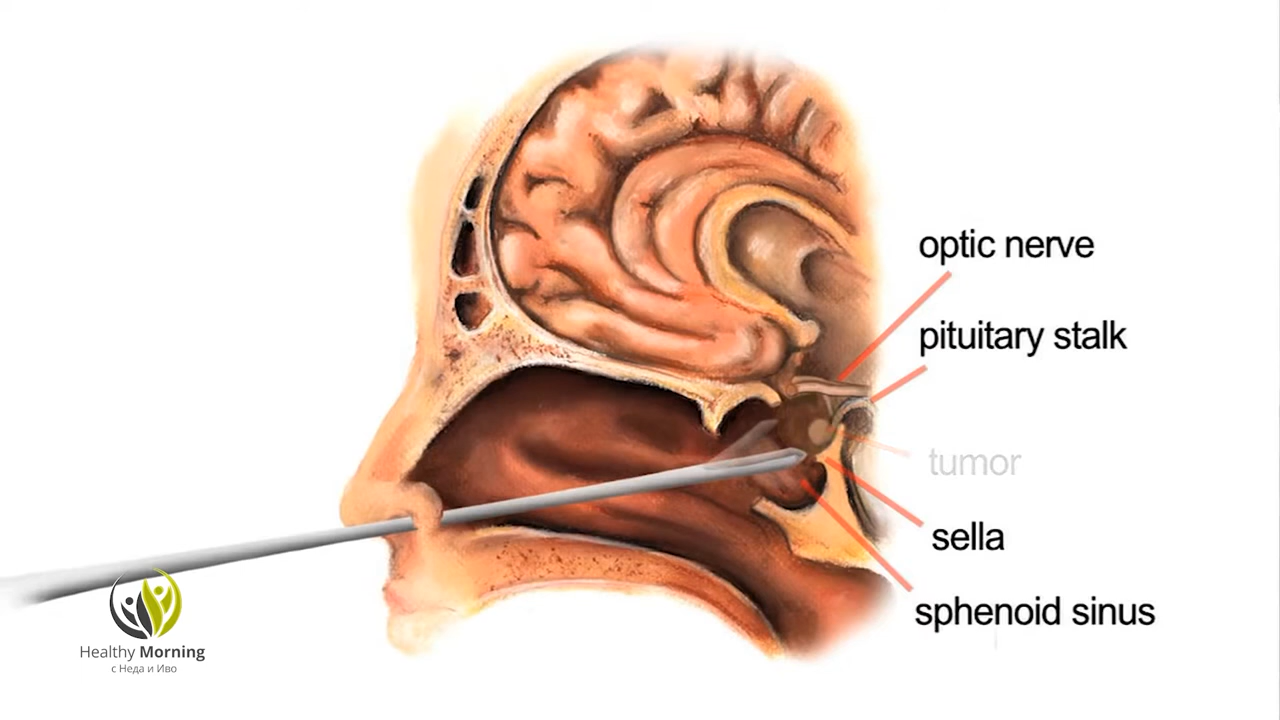 optic nerve
pituitary stalk
tumor
sella
sphenoid sinus
Healthy Morning
с Неда и Иво